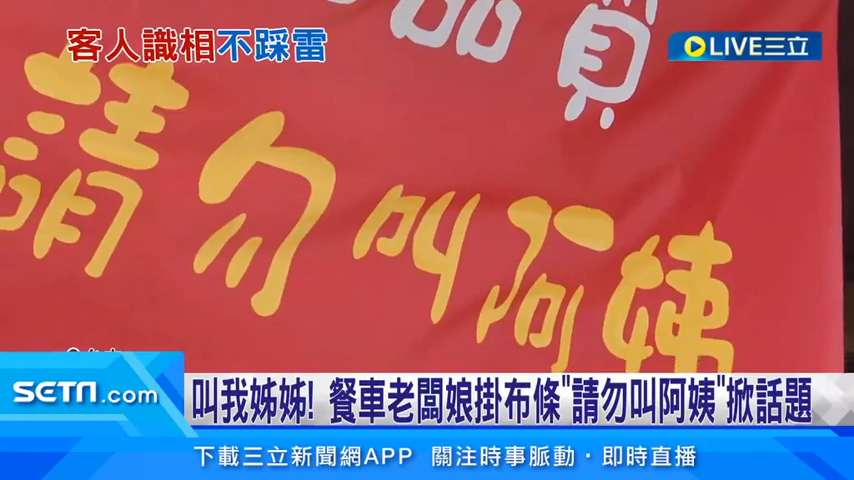 客人識相不踩雷
LIVE三立
品質
請勿叫阿姨
SETN.com
叫我姊姊! 餐車老闆娘掛布條"請勿叫阿姨"掀話題
下載三立新聞網APP 關注時事脈動·即時直播